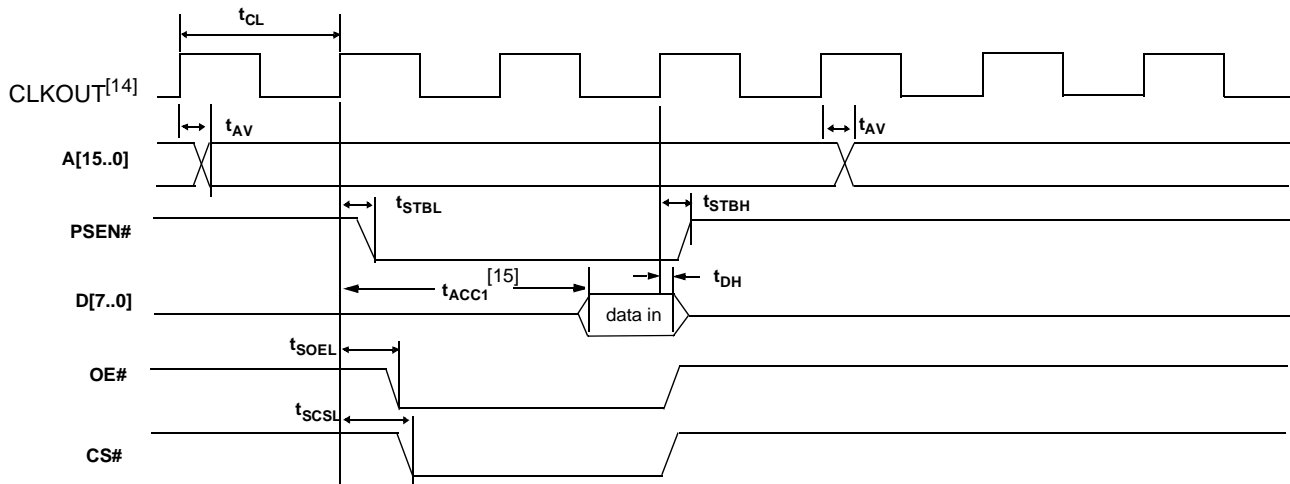 tCL
CLKOUT[14]
tAV
tAV
A[15..0]
tSTBL
tSTBH
PSEN#
[15]
tACC1
tDH
D[7..0]
data in
tSOEL
OE#
tSCSL
CS#